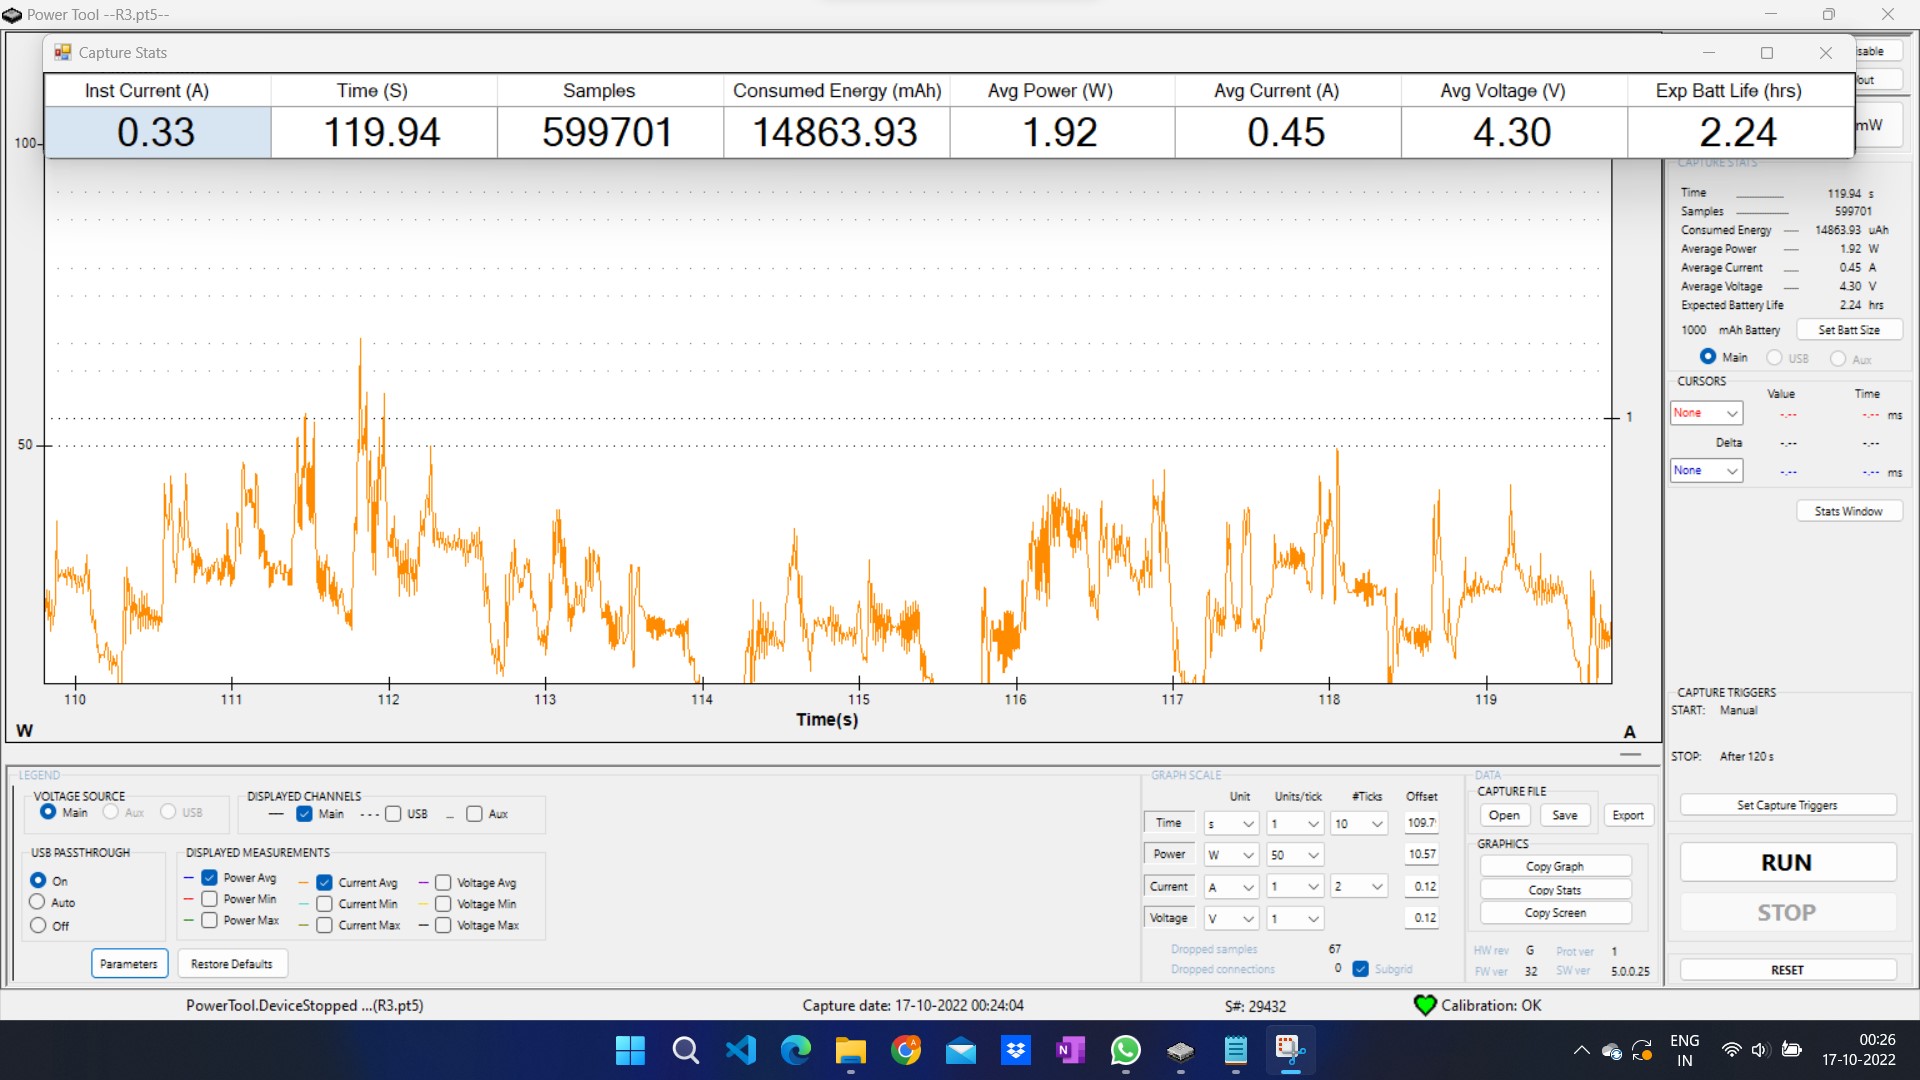 Power Tool --R3.pt5--
Capture Stats
Inst Current (A) Time (S) Samples Consumed Energy (mAh) Avg Power (W) Avg Current (A) Avg Voltage (V) Exp Batt Life (hrs)
0.33 119.94 599701 14863.93 1.92 0.45 4.30 2.24
mW
CAPTURE STATS
Time 119.94 s
Samples 599701
Consumed Energy 14863.93 uAh
Average Power 1.92 W
Average Current 0.45 A
Average Voltage 4.30 V
Expected Battery Life 2.24 hrs
1000 mAh Battery Set Batt Size
Main USB Aux
CURSORS
Value Time
None -.-- -.-- ms
Delta -.-- -.--
None -.-- -.-- ms
Stats Window
CAPTURE TRIGGERS
START: Manual
STOP: After 120 s
Set Capture Triggers
RUN
STOP
RESET
100
50
1
110 111 112 113 114 115 116 117 118 119
Time(s)
W A
LEGEND
VOLTAGE SOURCE
Main Aux USB
DISPLAYED CHANNELS
Main USB Aux
USB PASSTHROUGH
On
Auto
Off
DISPLAYED MEASUREMENTS
Power Avg Current Avg Voltage Avg
Power Min Current Min Voltage Min
Power Max Current Max Voltage Max
Parameters Restore Defaults
GRAPH SCALE
Unit Units/tick #Ticks Offset
Time s 1 10 109.7
Power W 50 10.57
Current A 1 2 0.12
Voltage V 1 0.12
Dropped samples 67
Dropped connections 0 Subgrid
DATA
CAPTURE FILE
Open Save Export
GRAPHICS
Copy Graph
Copy Stats
Copy Screen
HW rev G Prot ver 1
FW ver 32 SW ver 5.0.0.25
PowerTool.DeviceStopped ...(R3.pt5) Capture date: 17-10-2022 00:24:04 S#: 29432 Calibration: OK
ENG
IN
00:26
17-10-2022